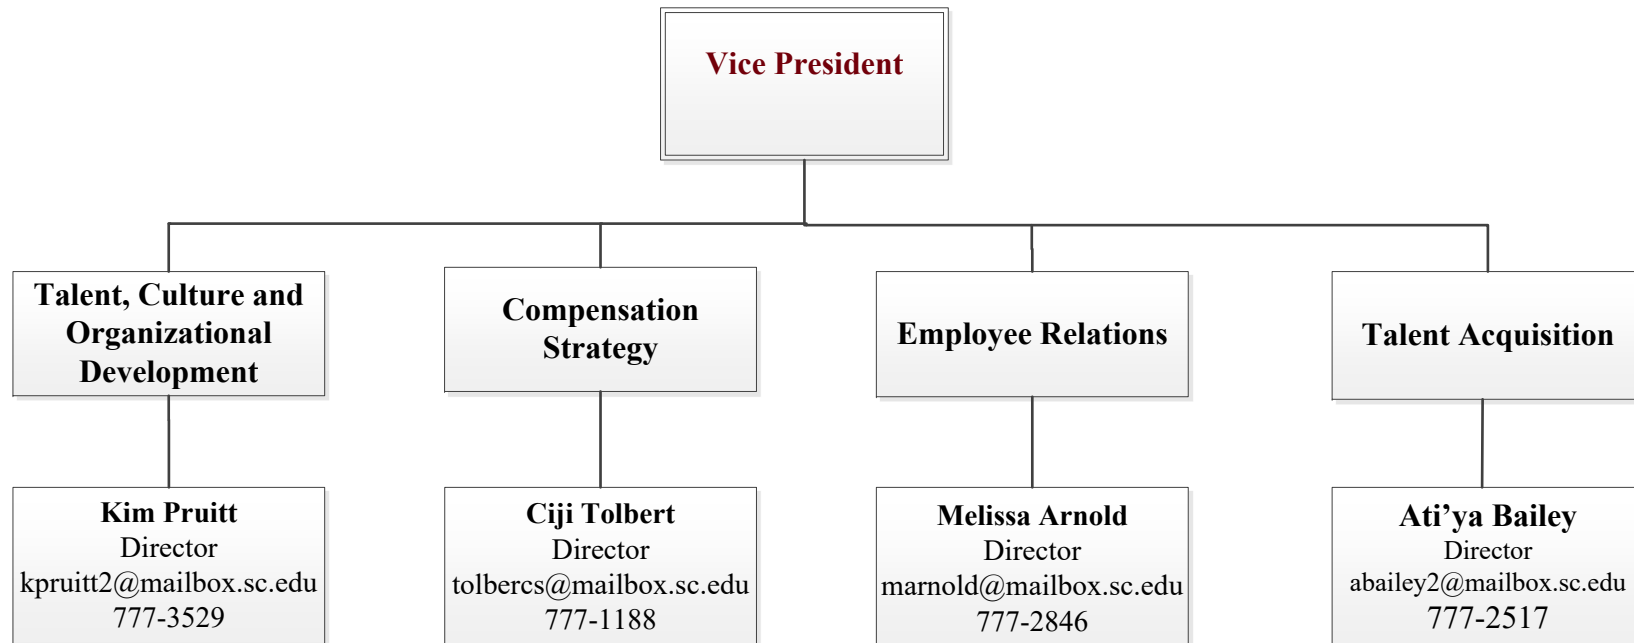 Vice President
Talent, Culture and
Organizational
Development
Compensation
Strategy
Employee Relations
Talent Acquisition
Kim Pruitt
Director
kpruitt2@mailbox.sc.edu
777-3529
Ciji Tolbert
Director
tolbercs@mailbox.sc.edu
777-1188
Melissa Arnold
Director
marnold@mailbox.sc.edu
777-2846
Ati’ya Bailey
Director
abailey2@mailbox.sc.edu
777-2517